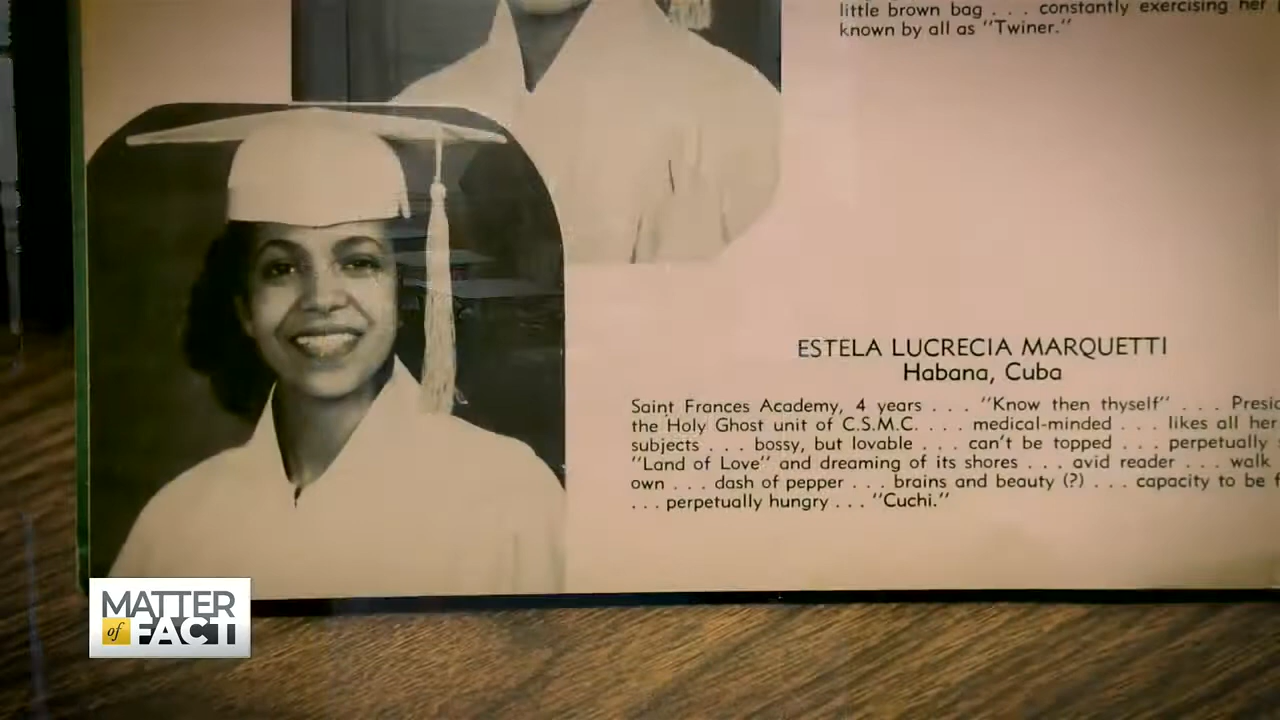 little brown bag . . . constantly exercising her
known by all as "Twiner."
ESTELA LUCRECIA MARQUETTI
Habana, Cuba
Saint Frances Academy, 4 years . . . "Know then thyself" . . .
the Holy Ghost unit of C.S.M.C. . . . medical-minded . . . likes all her
subjects . . . bossy, but lovable . . . can't be topped . . . perpetually
"Land of Love" and dreaming of its shores . . . avid reader . . . walk
own . . . dash of pepper . . . brains and beauty (?) . . . capacity to be
. . . perpetually hungry . . . "Cuchi."
MATTER
of FACT